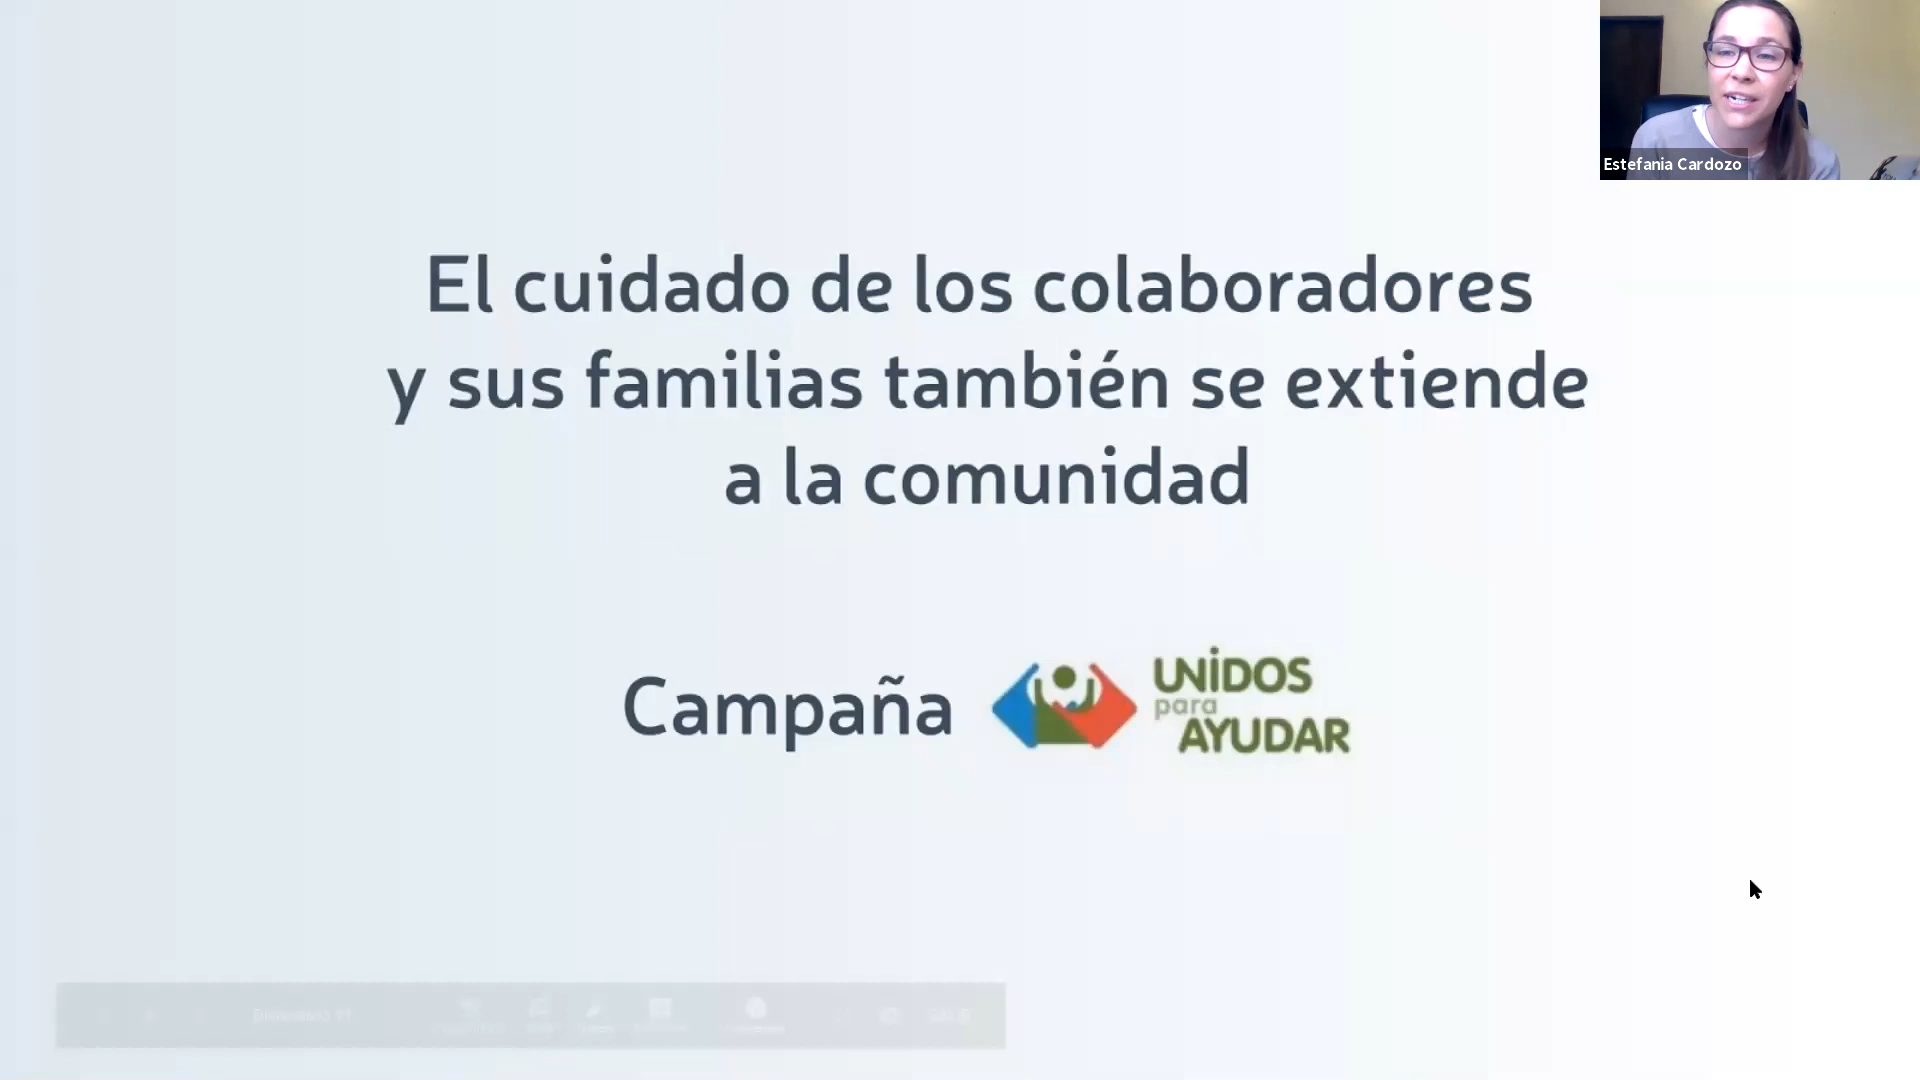 Estefania Cardozo
El cuidado de los colaboradores
y sus familias también se extiende
a la comunidad
Campaña
UNiDOS
para
AYUDAR